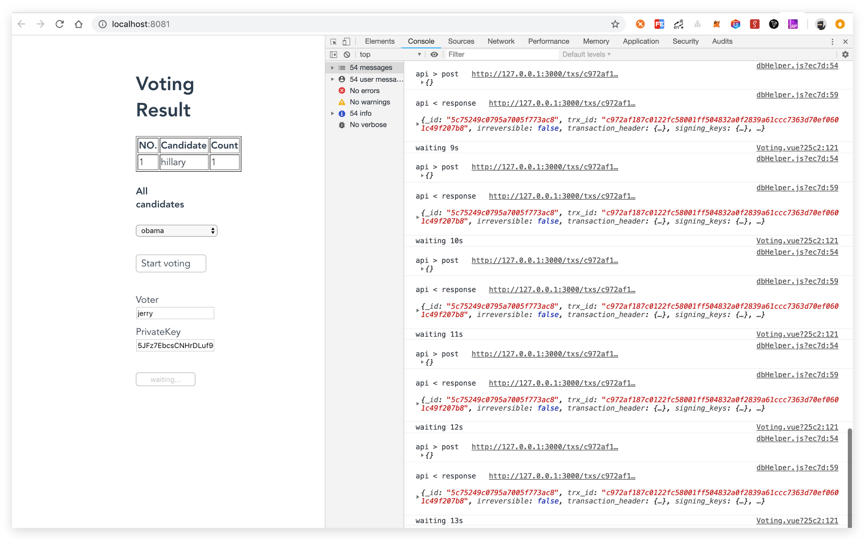 localhost:8081
Elements Console Sources Network Performance Memory Application Security Audits
top Filter Default levels
54 messages
54 user messa...
No errors
No warnings
54 info
No verbose
Voting
Result
NO. Candidate Count
1 hillary 1
All
candidates
obama
Start voting
Voter
jerry
PrivateKey
5JFz7EbcsCNHrDLuf9
waiting...
dbHelper.js?ec7d:54
api > post http://127.0.0.1:3000/txs/c972af1…
{}
dbHelper.js?ec7d:59
api < response http://127.0.0.1:3000/txs/c972af1…
{_id: "5c75249c0795a7005f773ac8", trx_id: "c972af187c0122fc58001ff504832a0f2839a61ccc7363d70ef060
1c49f207b8", irreversible: false, transaction_header: {…}, signing_keys: {…}, …}
waiting 9s Voting.vue?25c2:121
dbHelper.js?ec7d:54
api > post http://127.0.0.1:3000/txs/c972af1…
{}
dbHelper.js?ec7d:59
api < response http://127.0.0.1:3000/txs/c972af1…
{_id: "5c75249c0795a7005f773ac8", trx_id: "c972af187c0122fc58001ff504832a0f2839a61ccc7363d70ef060
1c49f207b8", irreversible: false, transaction_header: {…}, signing_keys: {…}, …}
waiting 10s Voting.vue?25c2:121
dbHelper.js?ec7d:54
api > post http://127.0.0.1:3000/txs/c972af1…
{}
dbHelper.js?ec7d:59
api < response http://127.0.0.1:3000/txs/c972af1…
{_id: "5c75249c0795a7005f773ac8", trx_id: "c972af187c0122fc58001ff504832a0f2839a61ccc7363d70ef060
1c49f207b8", irreversible: false, transaction_header: {…}, signing_keys: {…}, …}
waiting 11s Voting.vue?25c2:121
dbHelper.js?ec7d:54
api > post http://127.0.0.1:3000/txs/c972af1…
{}
dbHelper.js?ec7d:59
api < response http://127.0.0.1:3000/txs/c972af1…
{_id: "5c75249c0795a7005f773ac8", trx_id: "c972af187c0122fc58001ff504832a0f2839a61ccc7363d70ef060
1c49f207b8", irreversible: false, transaction_header: {…}, signing_keys: {…}, …}
waiting 12s Voting.vue?25c2:121
dbHelper.js?ec7d:54
api > post http://127.0.0.1:3000/txs/c972af1…
{}
dbHelper.js?ec7d:59
api < response http://127.0.0.1:3000/txs/c972af1…
{_id: "5c75249c0795a7005f773ac8", trx_id: "c972af187c0122fc58001ff504832a0f2839a61ccc7363d70ef060
1c49f207b8", irreversible: false, transaction_header: {…}, signing_keys: {…}, …}
waiting 13s Voting.vue?25c2:121